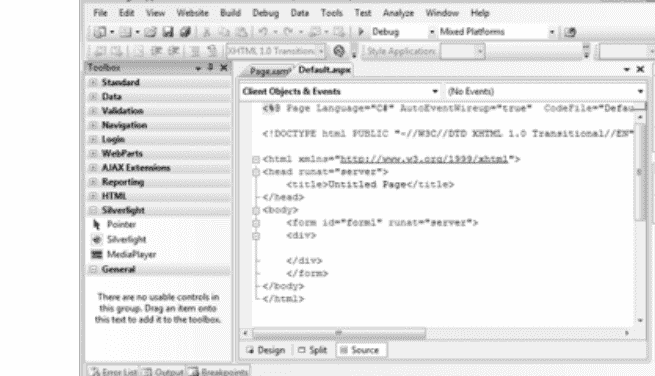 File Edit View Website Build Debug Data Tools Test Analyze Window Help
Debug Mixed Platforms
XHTML 1.0 Transition Style Application:
Toolbox
Page.xaml* Default.aspx
Standard
Data
Validation
Navigation
Login
WebParts
AJAX Extensions
Reporting
HTML
Silverlight
Pointer
Silverlight
MediaPlayer
General
There are no usable controls in
this group. Drag an item onto
this text to add it to the toolbox.
Client Objects & Events (No Events)
<%@ Page Language="C#" AutoEventWireup="true" CodeFile="Defau
<!DOCTYPE html PUBLIC "-//W3C//DTD XHTML 1.0 Transitional//EN"
<html xmlns="http://www.w3.org/1999/xhtml">
<head runat="server">
<title>Untitled Page</title>
</head>
<body>
<form id="form1" runat="server">
<div>
</div>
</form>
</body>
</html>
Design Split Source
Error List Output Breakpoints